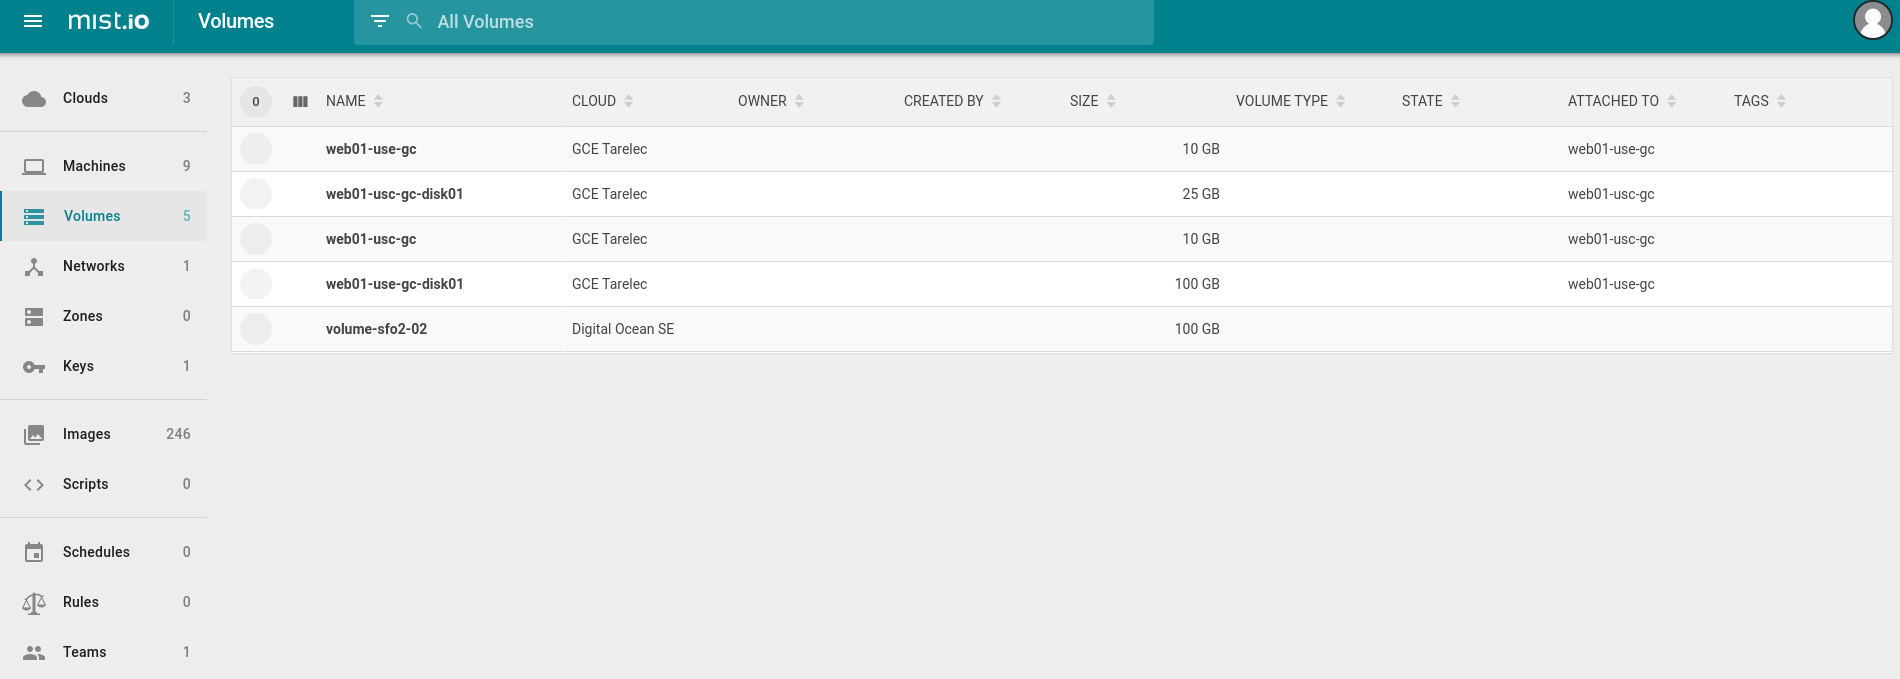 mist.io Volumes All Volumes
Clouds 3
Machines 9
Volumes 5
Networks 1
Zones 0
Keys 1
Images 246
Scripts 0
Schedules 0
Rules 0
Teams 1
0 NAME CLOUD OWNER CREATED BY SIZE VOLUME TYPE STATE ATTACHED TO TAGS
web01-use-gc GCE Tarelec 10 GB web01-use-gc
web01-usc-gc-disk01 GCE Tarelec 25 GB web01-usc-gc
web01-usc-gc GCE Tarelec 10 GB web01-usc-gc
web01-use-gc-disk01 GCE Tarelec 100 GB web01-use-gc
volume-sfo2-02 Digital Ocean SE 100 GB